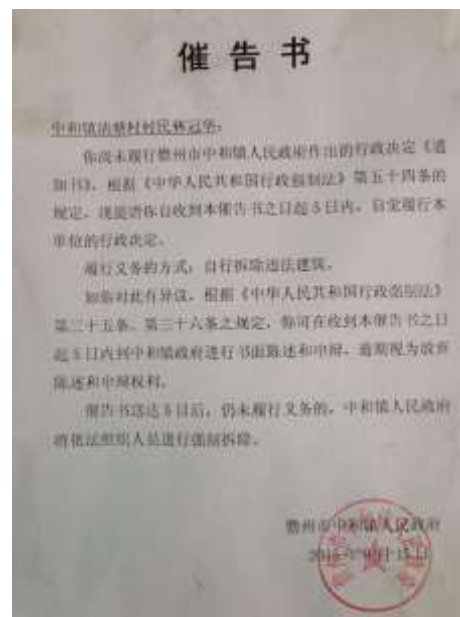 催告书
中和镇法塘村村民林冠堡：
你尚未履行儋州市中和镇人民政府作出的行政决定《通
知书》，根据《中华人民共和国行政强制法》第五十四条的
规定，现提请你自收到本催告书之日起5日内，自觉履行本
单位的行政决定。
履行义务的方式：自行拆除违法建筑。
如你对此有异议，根据《中华人民共和国行政强制法》
第三十五条、第三十六条之规定，你可在收到本催告书之日
起5日内到中和镇政府进行书面陈述和申辩，逾期视为放弃
陈述和申辩权利。
催告书送达5日后，仍未履行义务的，中和镇人民政府
将依法组织人员进行强制拆除。
儋州市中和镇人民政府